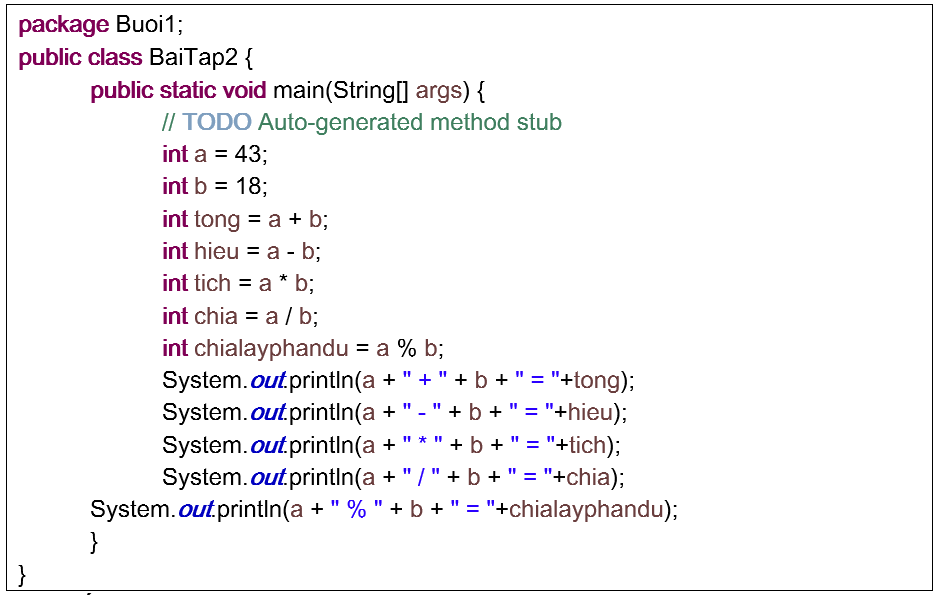 package Buoi1;
public class BaiTap2 {
public static void main(String[] args) {
// TODO Auto-generated method stub
int a = 43;
int b = 18;
int tong = a + b;
int hieu = a - b;
int tich = a * b;
int chia = a / b;
int chialayphandu = a % b;
System.out.println(a + " + " + b + " = "+tong);
System.out.println(a + " - " + b + " = "+hieu);
System.out.println(a + " * " + b + " = "+tich);
System.out.println(a + " / " + b + " = "+chia);
System.out.println(a + " % " + b + " = "+chialayphandu);
}
}